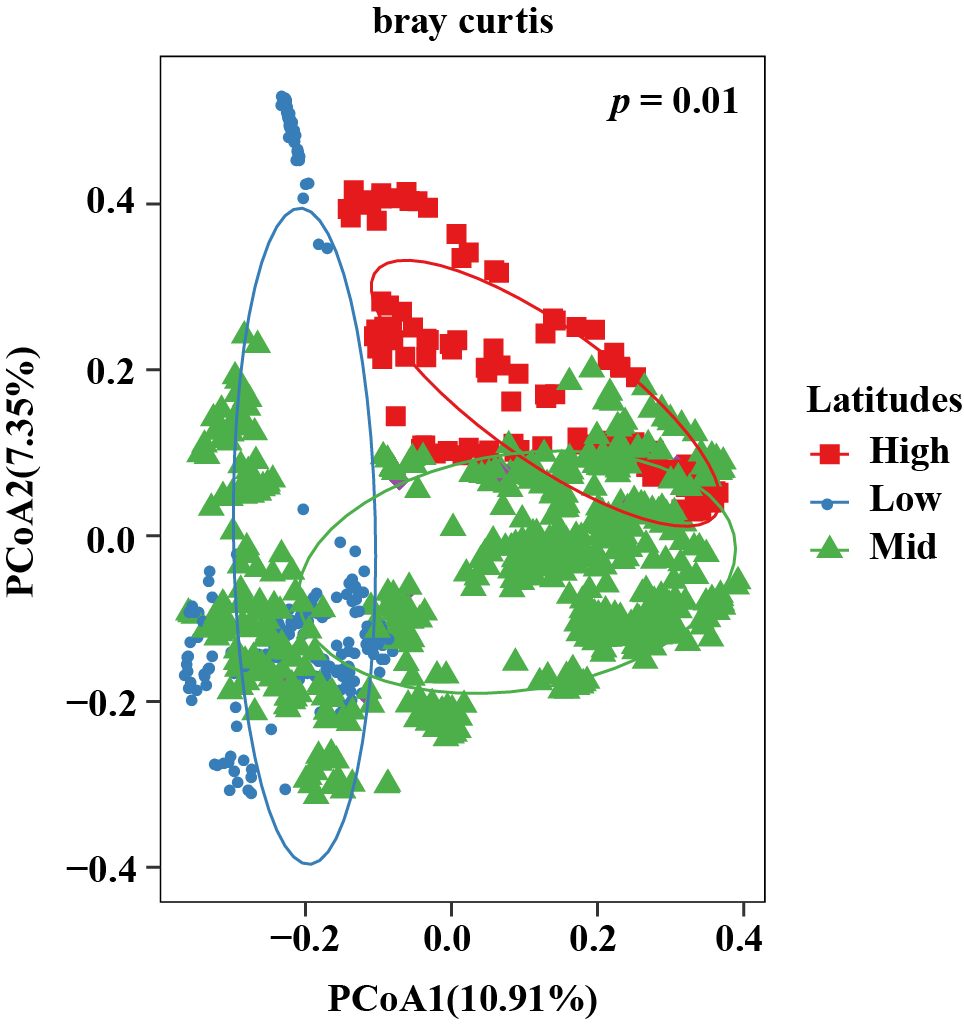 bray curtis
p = 0.01
0.4
0.2
0.0
−0.2
−0.4
PCoA2(7.35%)
−0.2 0.0 0.2 0.4
PCoA1(10.91%)
Latitudes
High
Low
Mid